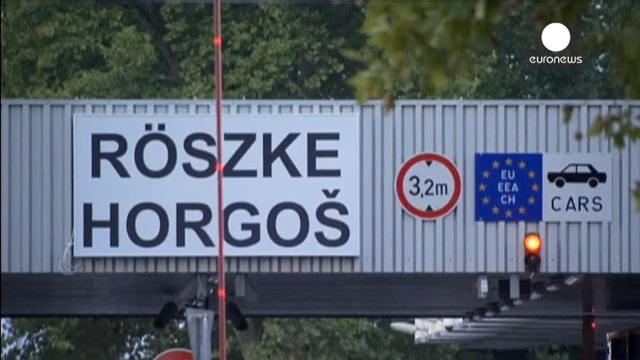 euronews
RÖSZKE
HORGOŠ
3,2m
EU
EEA
CH
CARS